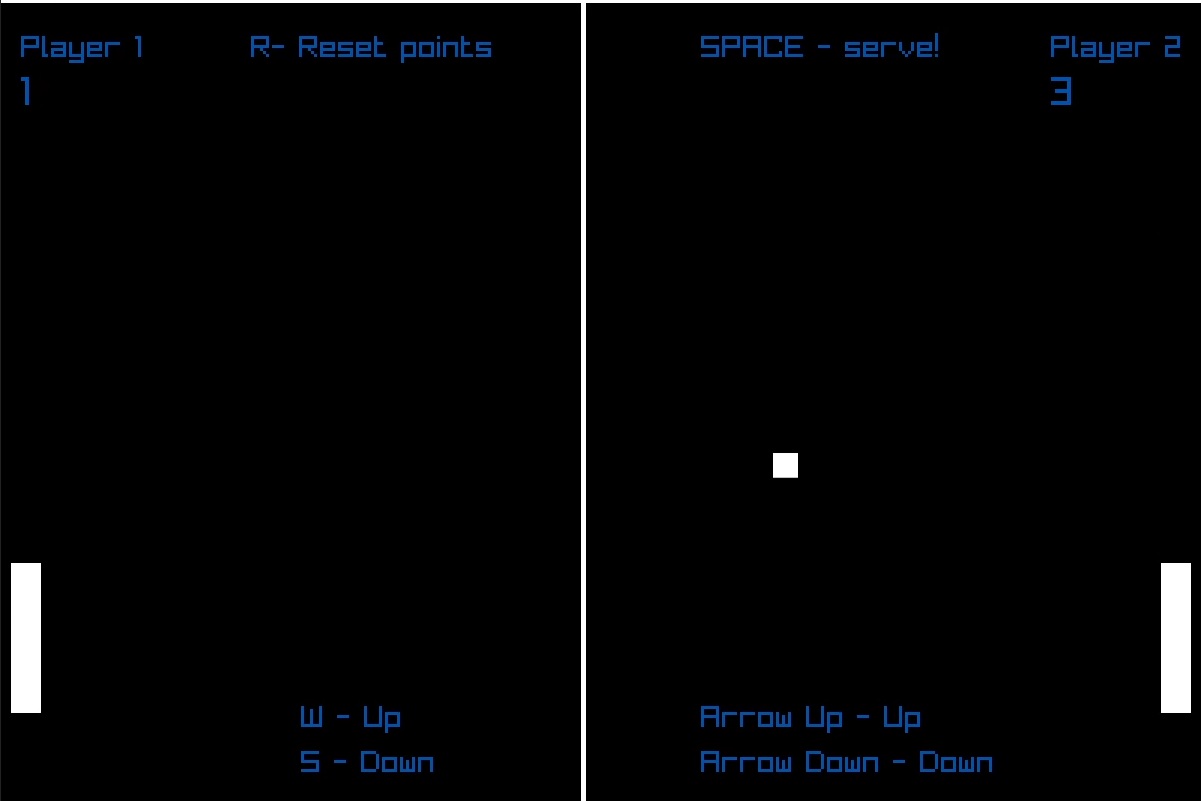 Player 1
R- Reset points
SPACE - serve!
Player 2
1
3
W - Up
Arrow Up - Up
S - Down
Arrow Down - Down